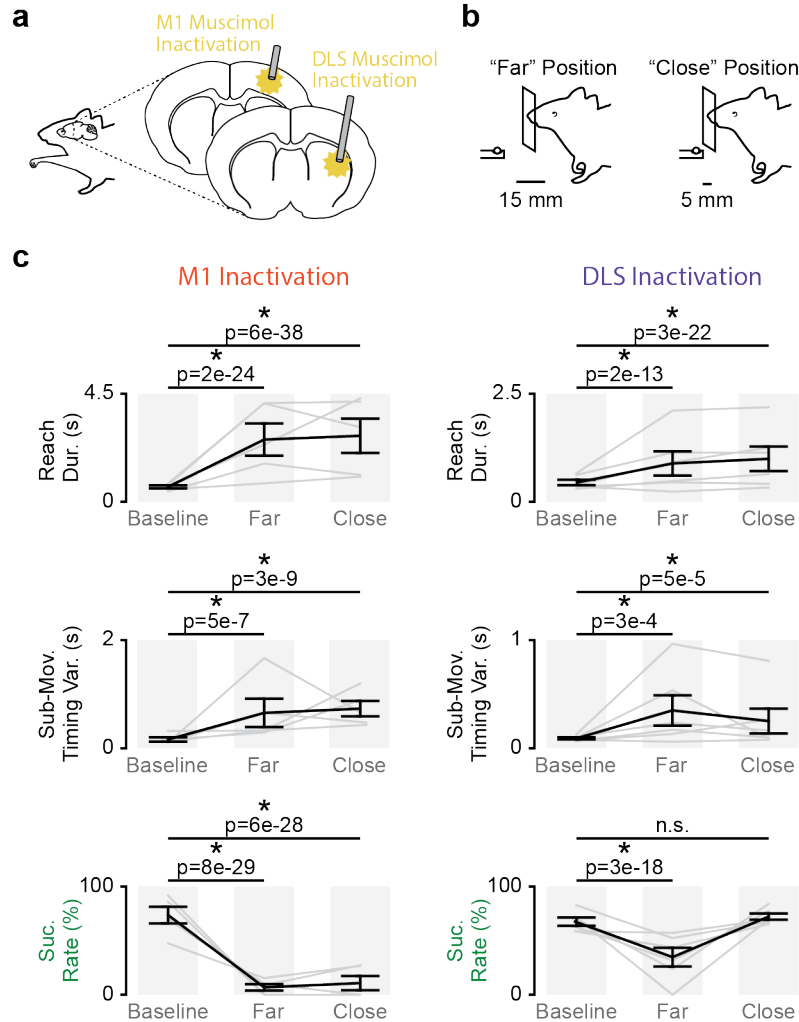 a
M1 Muscimol
Inactivation
DLS Muscimol
Inactivation
b
“Far” Position
“Close” Position
15 mm
5 mm
c
M1 Inactivation
*
p=6e-38
*
p=2e-24
Reach
Dur. (s)
4.5
0
Baseline
Far
Close
DLS Inactivation
*
p=3e-22
*
p=2e-13
Reach
Dur. (s)
2.5
0
Baseline
Far
Close
*
p=3e-9
*
p=5e-7
Sub-Mov.
Timing Var. (s)
2
0
Baseline
Far
Close
*
p=5e-5
*
p=3e-4
Sub-Mov.
Timing Var. (s)
1
0
Baseline
Far
Close
*
p=6e-28
*
p=8e-29
Suc.
Rate (%)
100
0
Baseline
Far
Close
n.s.
*
p=3e-18
Suc.
Rate (%)
100
0
Baseline
Far
Close